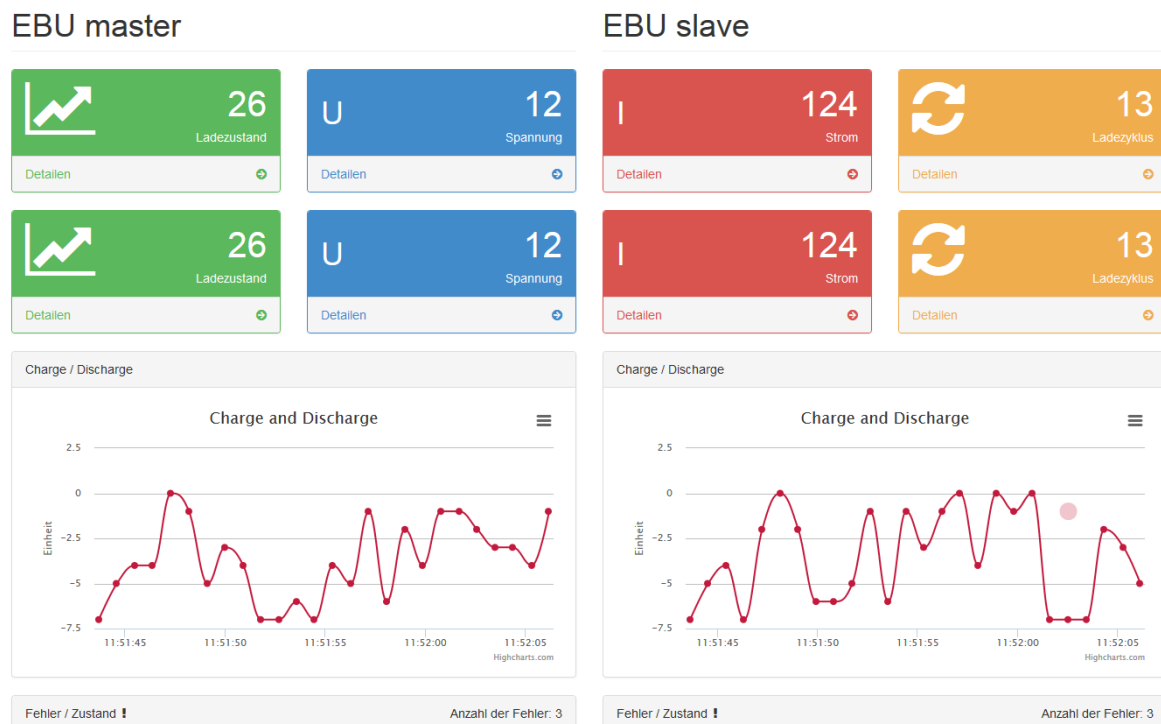 EBU master
EBU slave
26
Ladezustand
U
12
Spannung
I
124
Strom
13
Ladezyklus
Detailen
Detailen
Detailen
Detailen
26
Ladezustand
U
12
Spannung
I
124
Strom
13
Ladezyklus
Detailen
Detailen
Detailen
Detailen
Charge / Discharge
Charge and Discharge
Einheit
2.5
0
−2.5
−5
−7.5
11:51:45 11:51:50 11:51:55 11:52:00 11:52:05
Highcharts.com
Charge / Discharge
Charge and Discharge
Einheit
2.5
0
−2.5
−5
−7.5
11:51:45 11:51:50 11:51:55 11:52:00 11:52:05
Highcharts.com
Fehler / Zustand ! Anzahl der Fehler: 3
Fehler / Zustand ! Anzahl der Fehler: 3